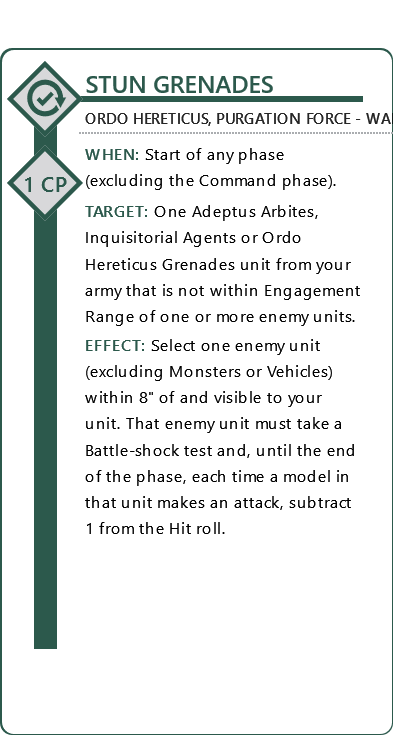 STUN GRENADES
ORDO HERETICUS, PURGATION FORCE - WA
1 CP
WHEN: Start of any phase
(excluding the Command phase).
TARGET: One Adeptus Arbites,
Inquisitorial Agents or Ordo
Hereticus Grenades unit from your
army that is not within Engagement
Range of one or more enemy units.
EFFECT: Select one enemy unit
(excluding Monsters or Vehicles)
within 8" of and visible to your
unit. That enemy unit must take a
Battle-shock test and, until the end
of the phase, each time a model in
that unit makes an attack, subtract
1 from the Hit roll.